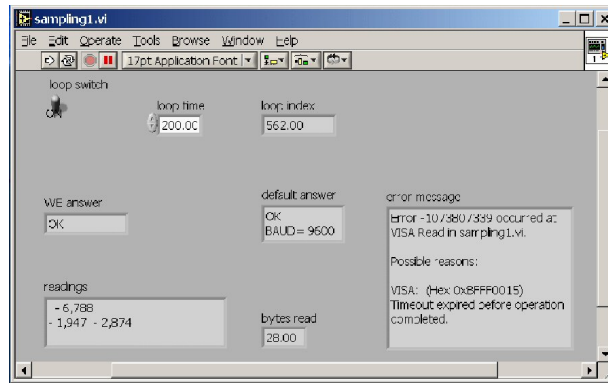 sampling1.vi
File Edit Operate Tools Browse Window Help
17pt Application Font
1
loop switch
ON
loop time
200.00
loop index
562.00
WE answer
OK
default answer
OK
BAUD= 9600
error message
Error -1073807339 occurred at
VISA Read in sampling1.vi.
Possible reasons:
VISA: (Hex 0xBFFF0015)
Timeout expired before operation
completed.
readings
- 6,788
- 1,947 - 2,874
bytes read
28.00